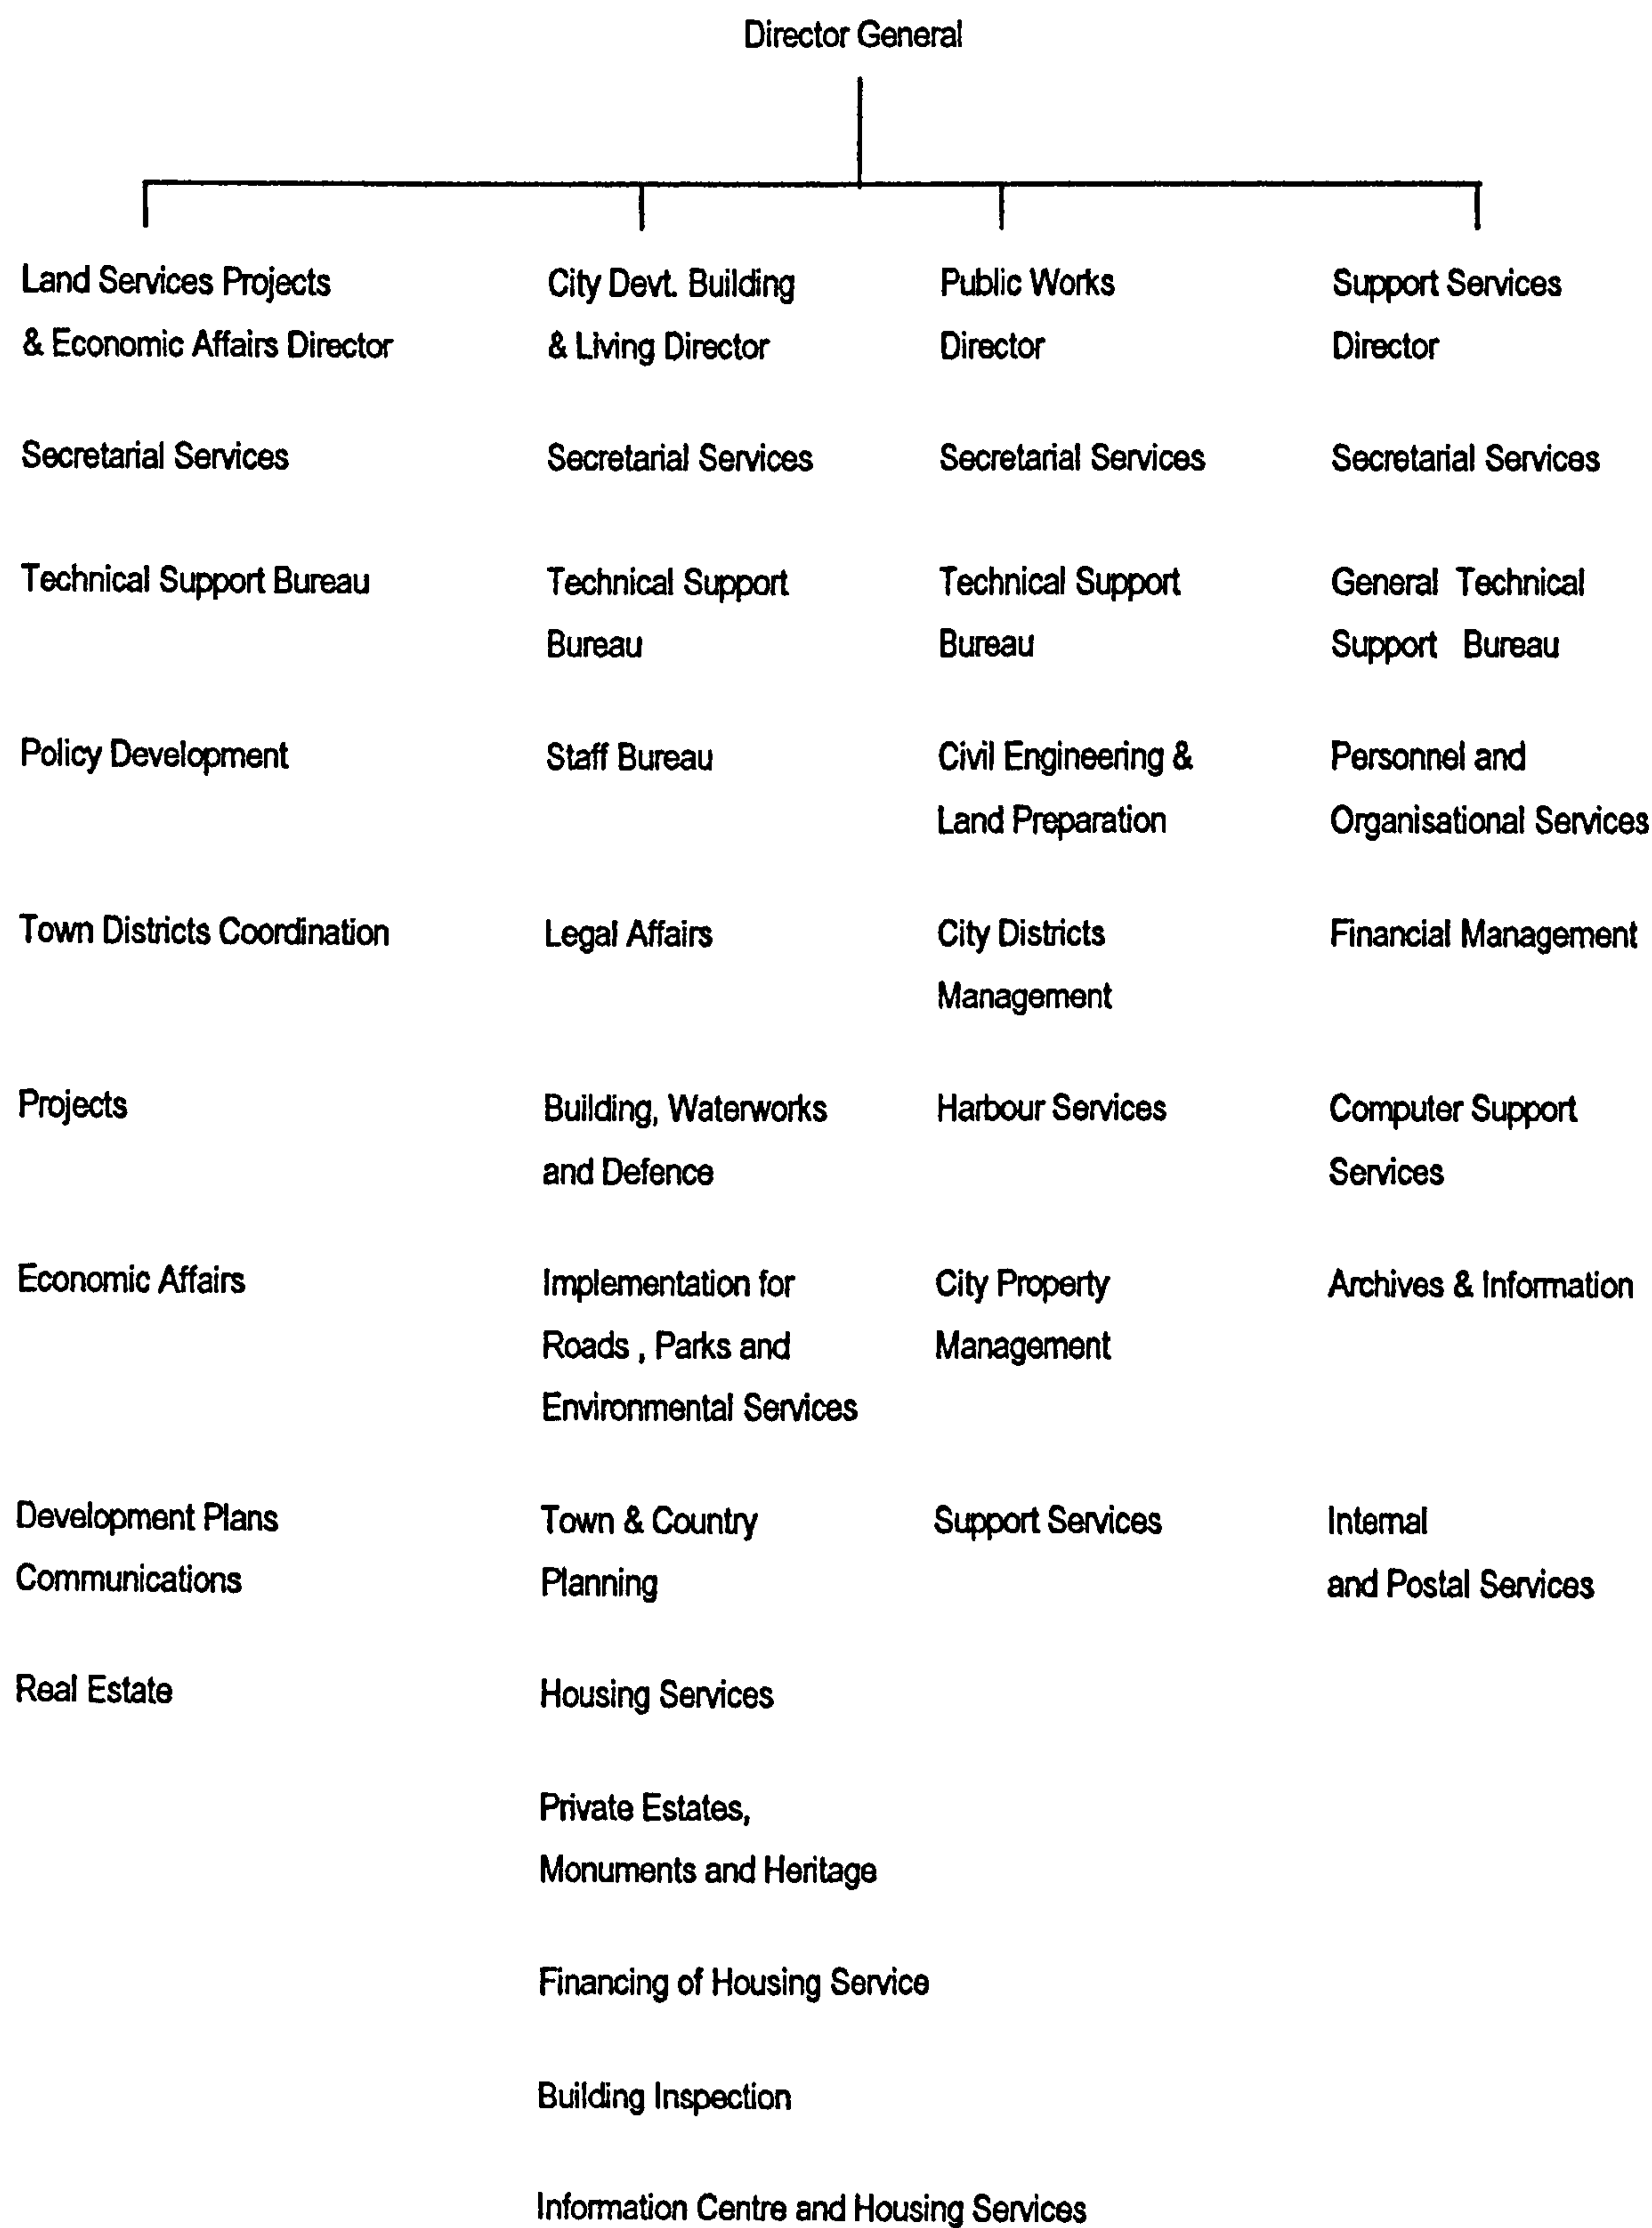 Director General
Land Services Projects
& Economic Affairs Director
Secretarial Services
Technical Support Bureau
Policy Development
Town Districts Coordination
Projects
Economic Affairs
Development Plans
Communications
Real Estate
City Devt. Building
& Living Director
Secretarial Services
Technical Support
Bureau
Staff Bureau
Legal Affairs
Building, Waterworks
and Defence
Implementation for
Roads , Parks and
Environmental Services
Town & Country
Planning
Housing Services
Private Estates,
Monuments and Heritage
Financing of Housing Service
Building Inspection
Information Centre and Housing Services
Public Works
Director
Secretarial Services
Technical Support
Bureau
Civil Engineering &
Land Preparation
City Districts
Management
Harbour Services
City Property
Management
Support Services
Support Services
Director
Secretarial Services
General Technical
Support Bureau
Personnel and
Organisational Services
Financial Management
Computer Support
Services
Archives & Information
Internal
and Postal Services